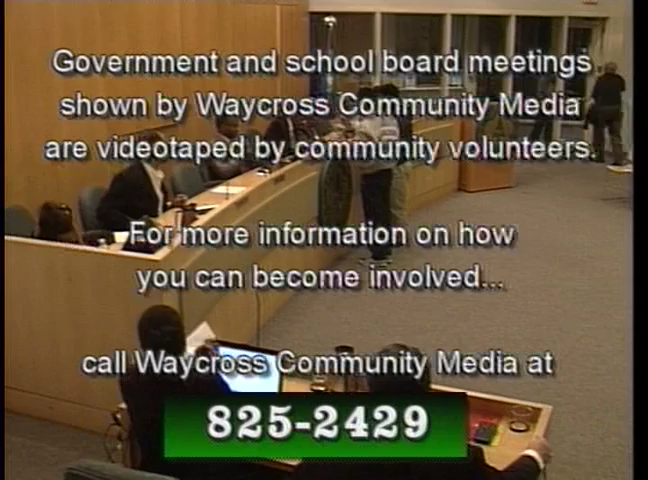 Government and school board meetings
shown by Waycross Community Media
are videotaped by community volunteers.
For more information on how
you can become involved...
call Waycross Community Media at
825-2429